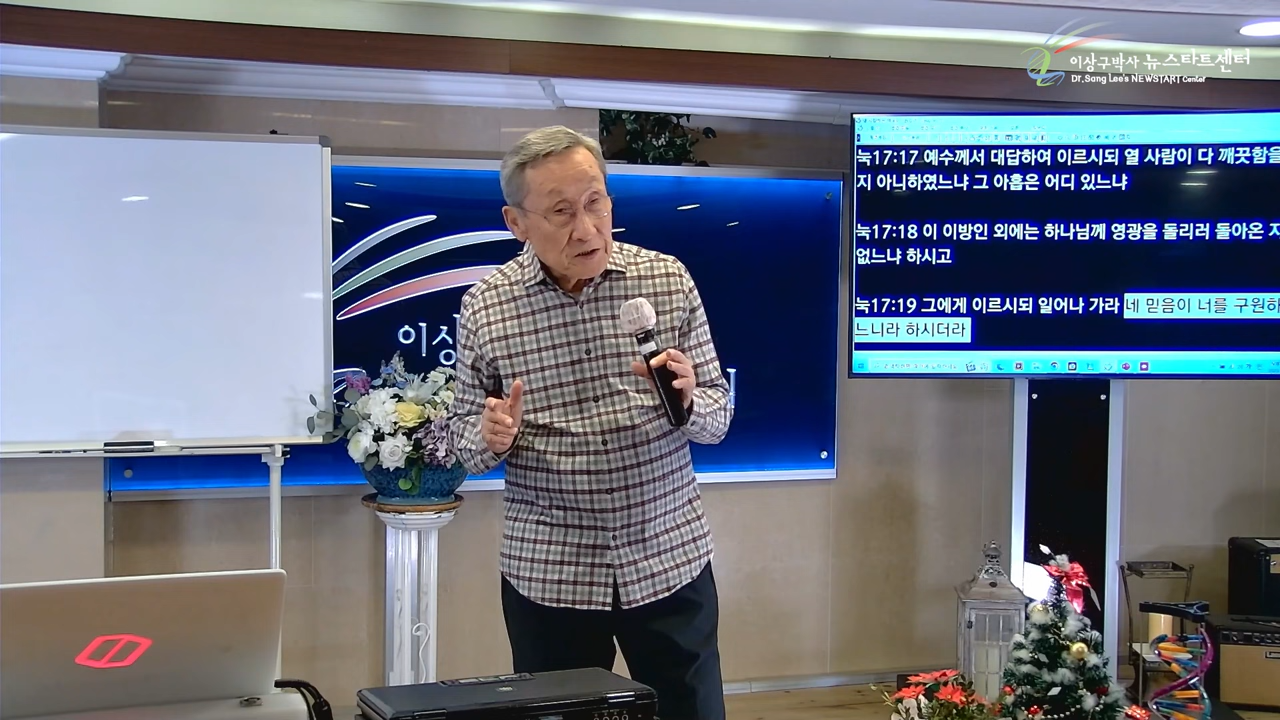 이상구박사 뉴스타트센터
Dr.Sang Lee's NEWSTART Center
눅17:17 예수께서 대답하여 이르시되 열 사람이 다 깨끗함을
지 아니하였느냐 그 아홉은 어디 있느냐
눅17:18 이 이방인 외에는 하나님께 영광을 돌리러 돌아온 자
없느냐 하시고
눅17:19 그에게 이르시되 일어나 가라 네 믿음이 너를 구원하
느니라 하시더라
이상